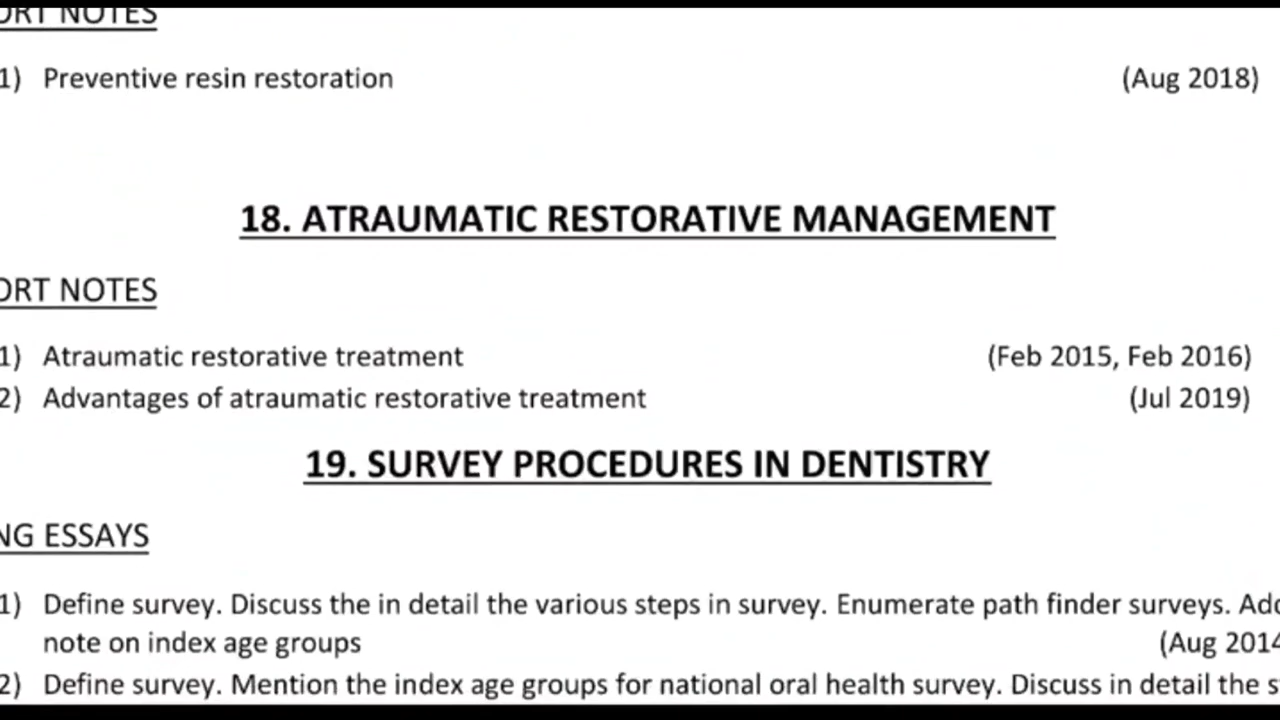 ORT NOTES
1) Preventive resin restoration (Aug 2018)
18. ATRAUMATIC RESTORATIVE MANAGEMENT
ORT NOTES
1) Atraumatic restorative treatment (Feb 2015, Feb 2016)
2) Advantages of atraumatic restorative treatment (Jul 2019)
19. SURVEY PROCEDURES IN DENTISTRY
NG ESSAYS
1) Define survey. Discuss the in detail the various steps in survey. Enumerate path finder surveys. Add
note on index age groups (Aug 2014
2) Define survey. Mention the index age groups for national oral health survey. Discuss in detail the s